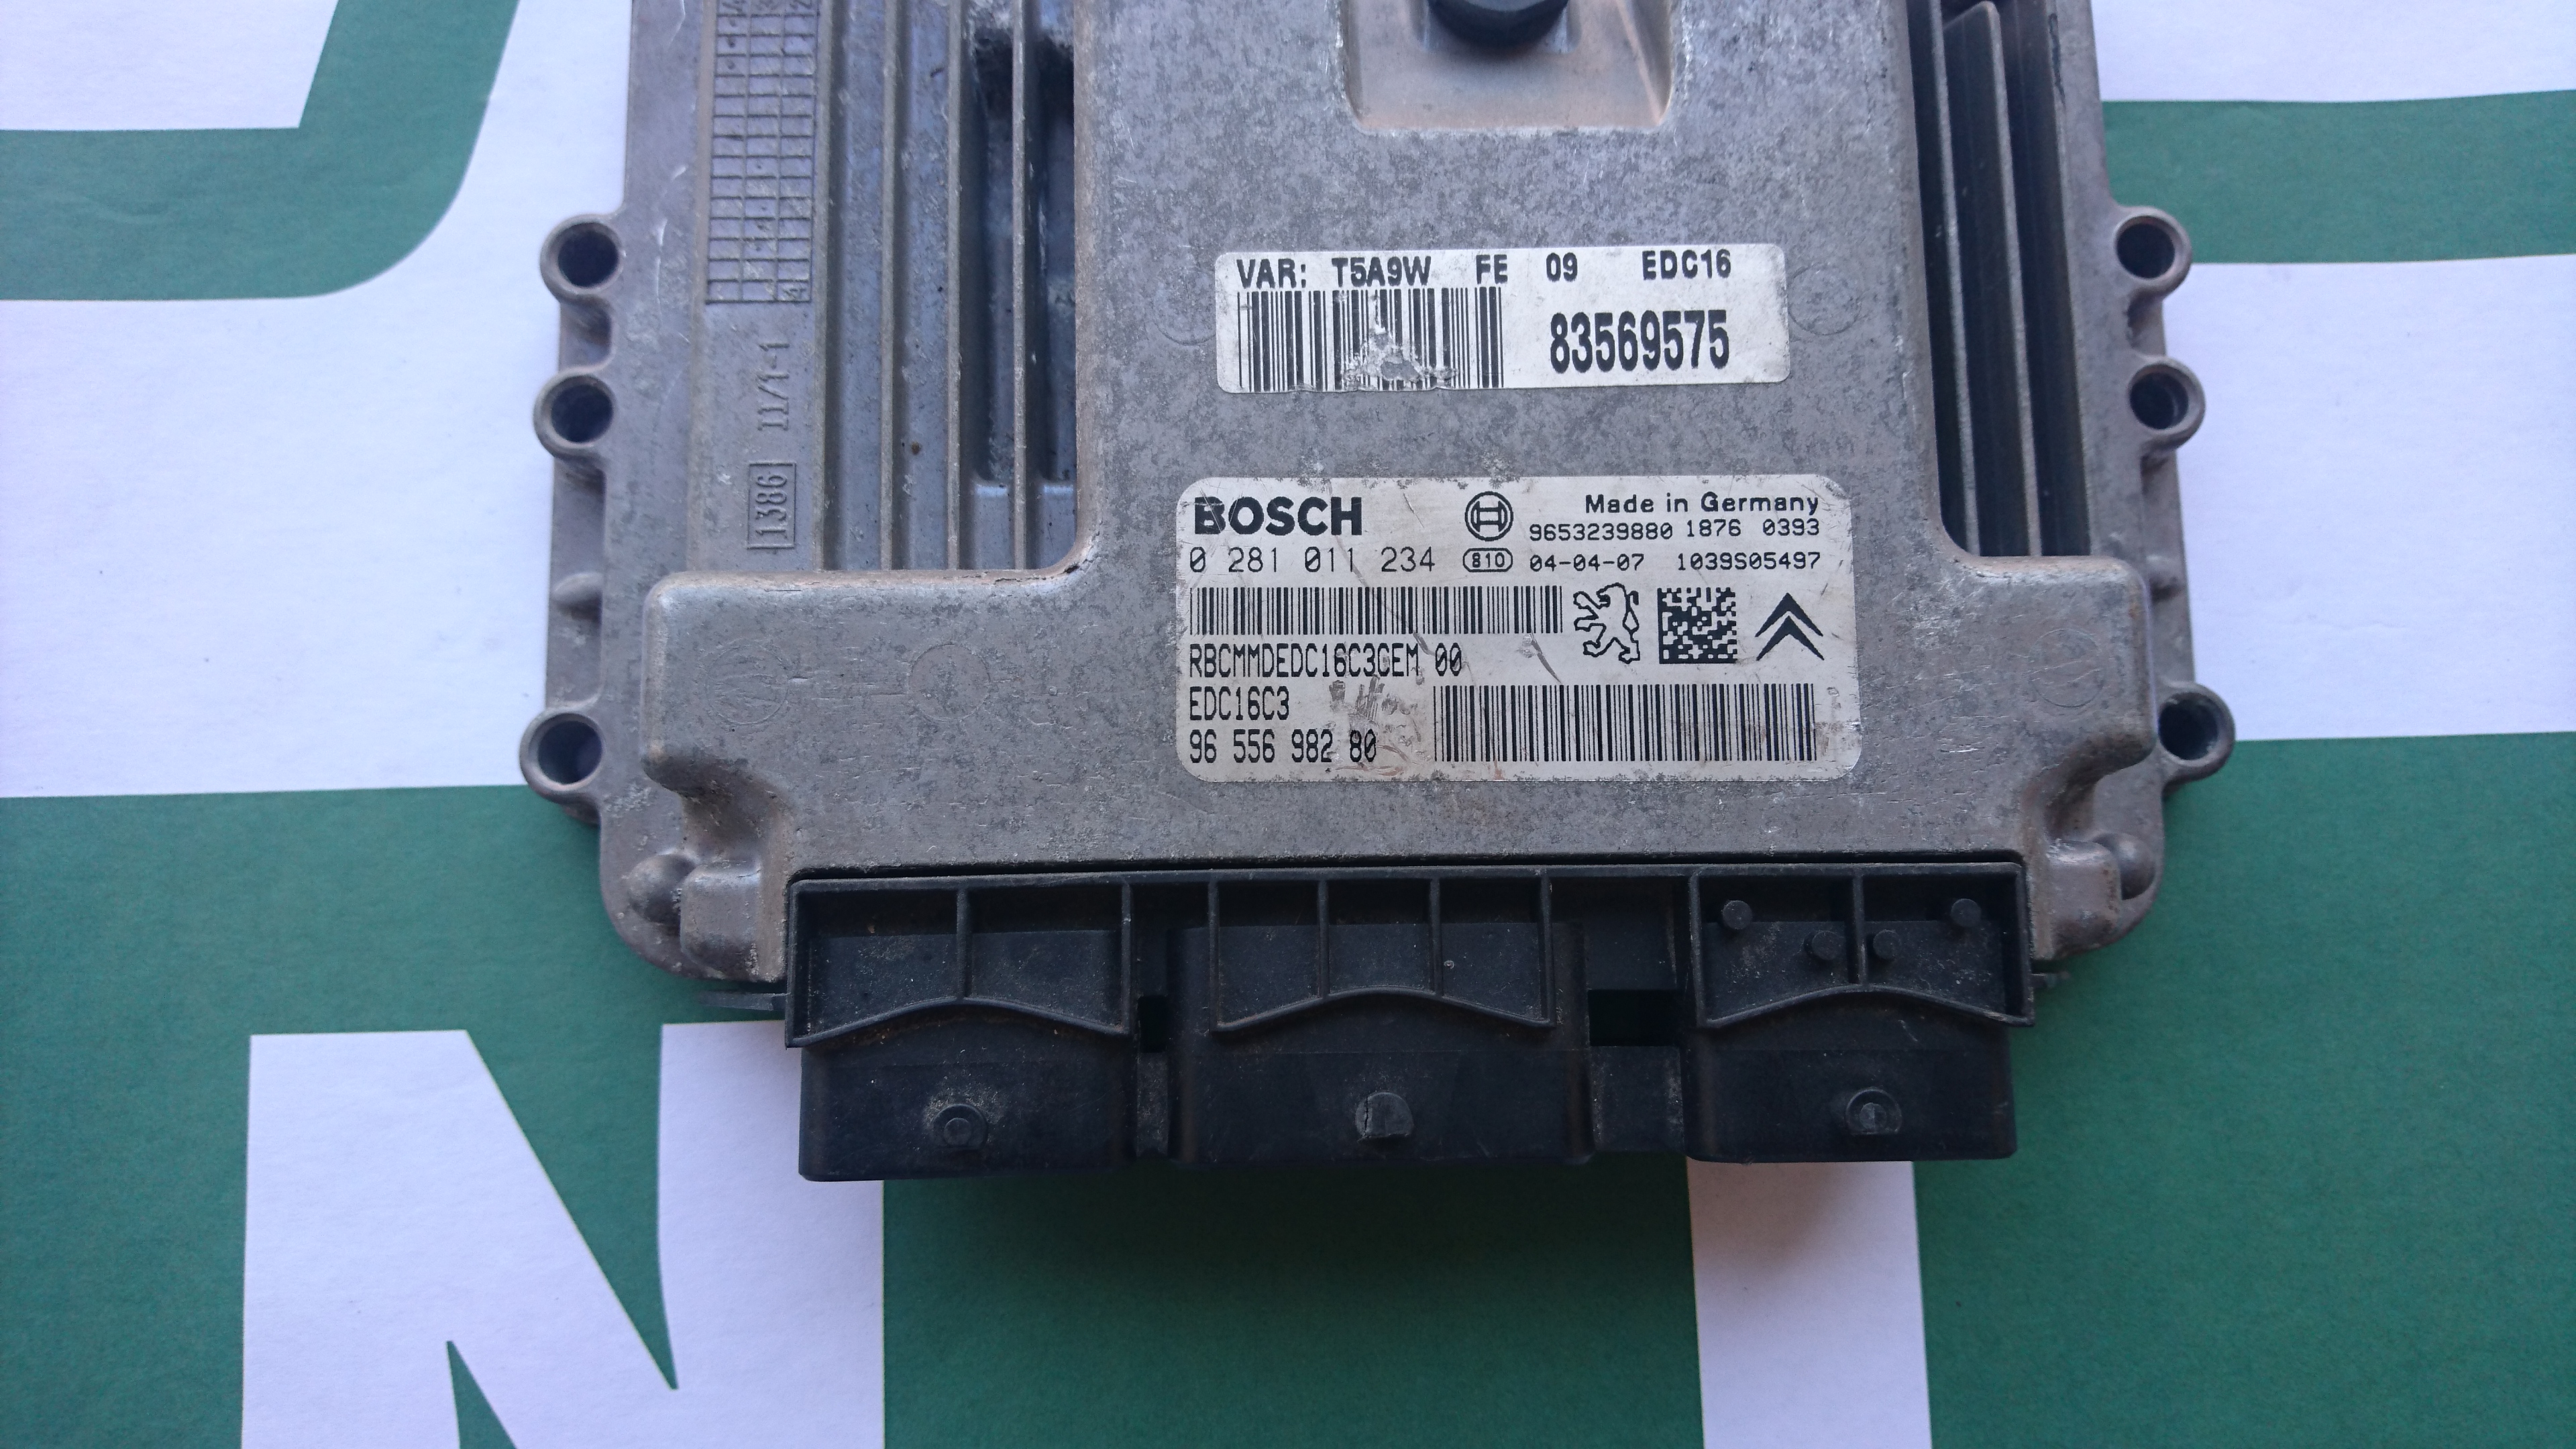 VAR: T5A9W FE 09 EDC16
83569575
11/1-1
1386
BOSCH
Made in Germany
9653239880 1876 0393
0 281 011 234 810 04-04-07 1039S05497
RBCMMDEDC16C3GEM 00
EDC16C3
96 556 982 80
N